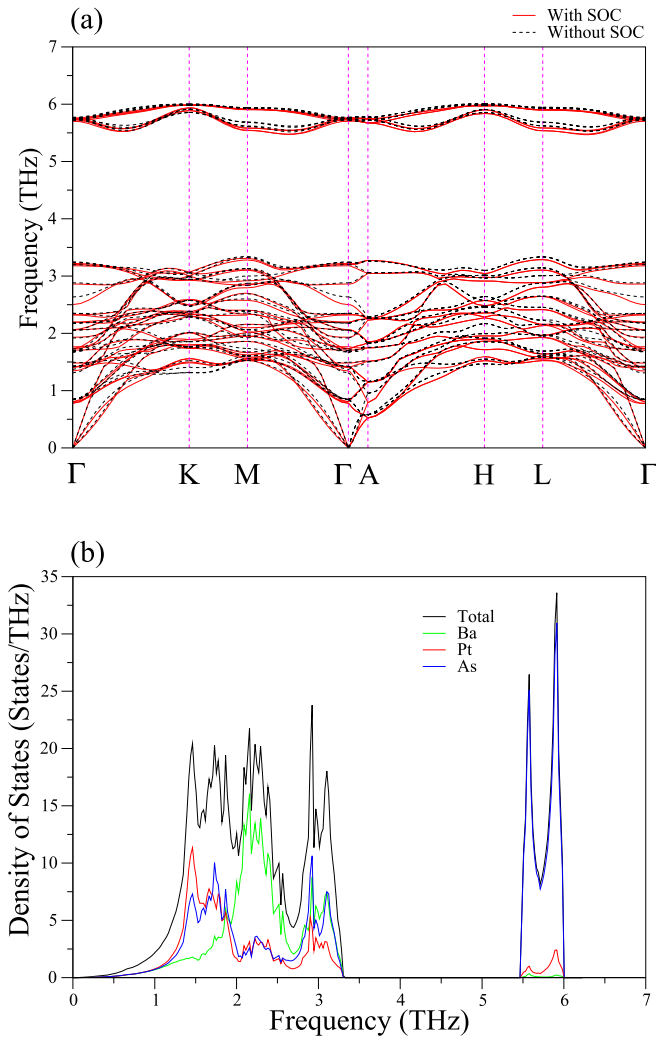 (a)
With SOC
Without SOC
7
6
5
4
3
2
1
0
Frequency (THz)
Γ K M Γ A H L Γ
(b)
35
30
25
20
15
10
5
0
Density of States (States/THz)
Total
Ba
Pt
As
0 1 2 3 4 5 6 7
Frequency (THz)